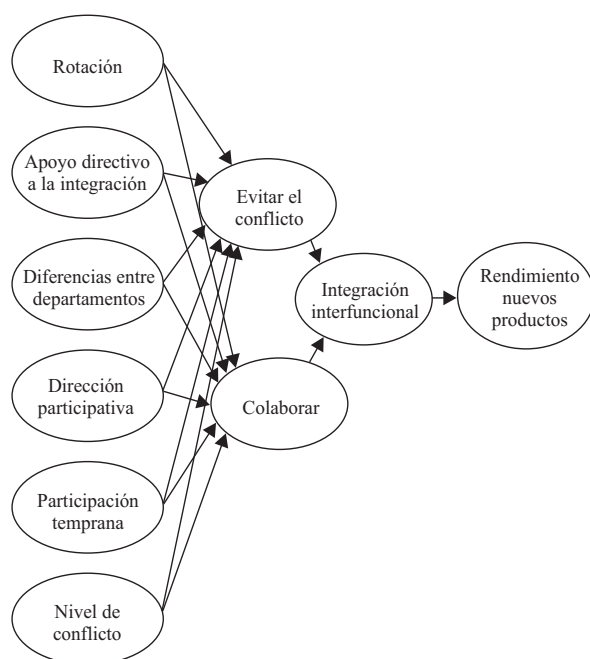 Rotación
Apoyo directivo
a la integración
Diferencias entre
departamentos
Dirección
participativa
Participación
temprana
Nivel de
conflicto
Evitar el
conflicto
Colaborar
Integración
interfuncional
Rendimiento
nuevos
productos